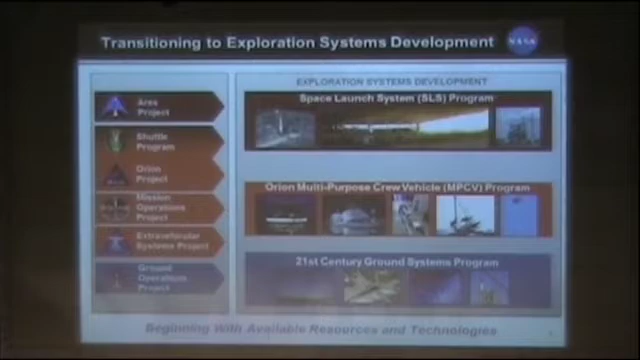 Transitioning to Exploration Systems Development
NASA
EXPLORATION SYSTEMS DEVELOPMENT
Ares
Project
Shuttle
Program
Orion
Project
Mission
Operations
Project
Extravehicular
Systems Project
Ground
Operations
Project
Space Launch System (SLS) Program
Orion Multi-Purpose Crew Vehicle (MPCV) Program
21st Century Ground Systems Program
Beginning With Available Resources and Technologies